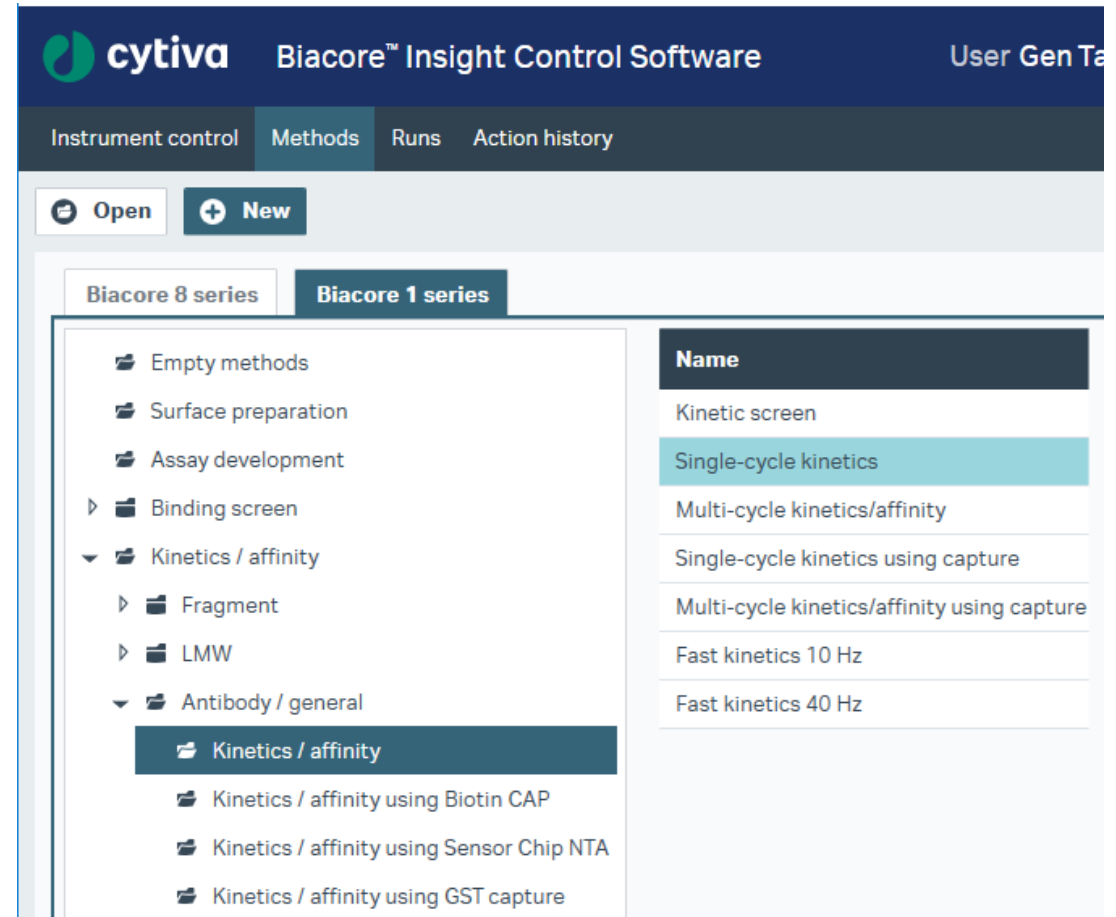 cytiva Biacore™ Insight Control Software User Gen Ta
Instrument control Methods Runs Action history
Open New
Biacore 8 series Biacore 1 series
Empty methods
Surface preparation
Assay development
Binding screen
Kinetics / affinity
Fragment
LMW
Antibody / general
Kinetics / affinity
Kinetics / affinity using Biotin CAP
Kinetics / affinity using Sensor Chip NTA
Kinetics / affinity using GST capture
Name
Kinetic screen
Single-cycle kinetics
Multi-cycle kinetics/affinity
Single-cycle kinetics using capture
Multi-cycle kinetics/affinity using capture
Fast kinetics 10 Hz
Fast kinetics 40 Hz